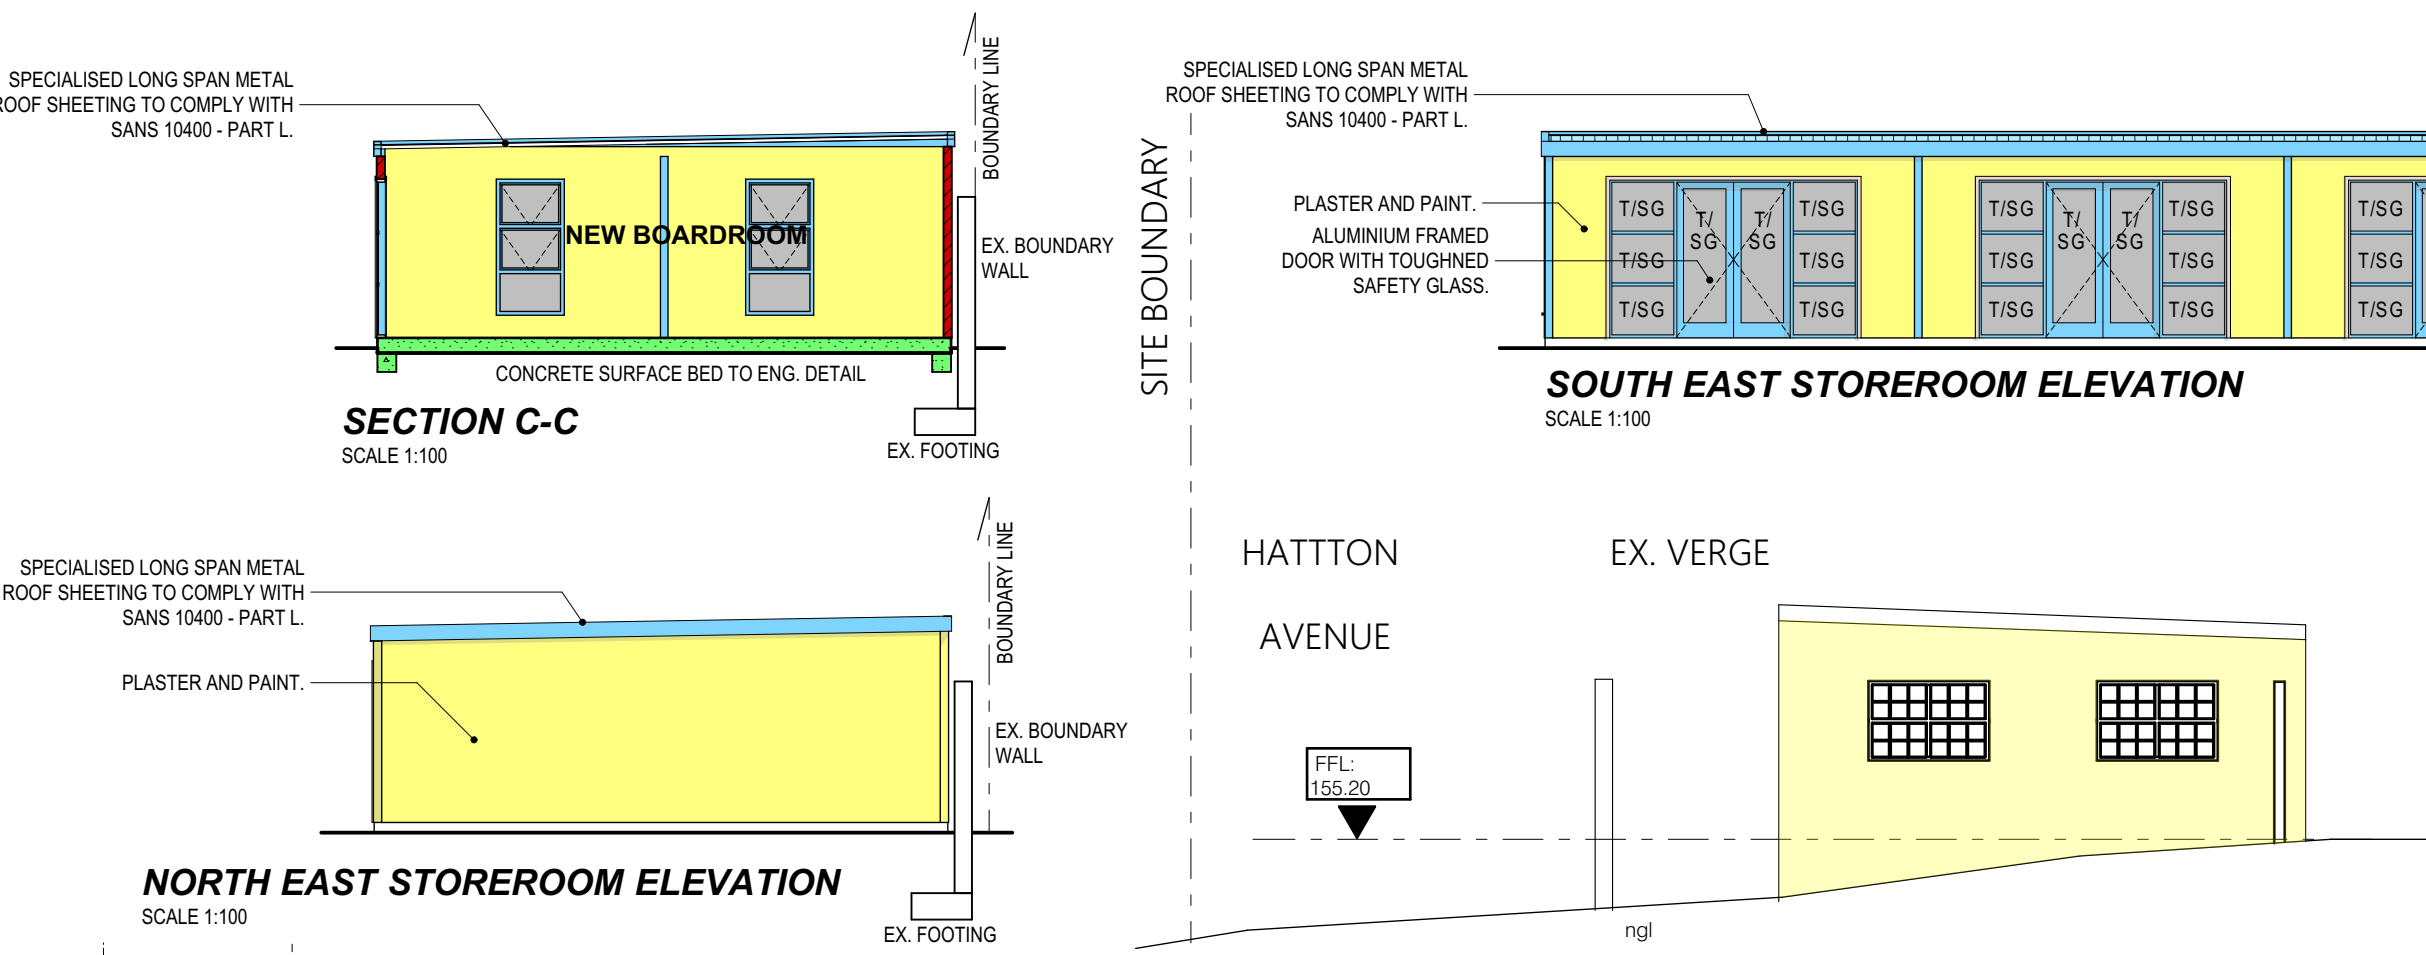 SPECIALISED LONG SPAN METAL
ROOF SHEETING TO COMPLY WITH
SANS 10400 - PART L.
BOUNDARY LINE
NEW BOARDROOM
EX. BOUNDARY
WALL
CONCRETE SURFACE BED TO ENG. DETAIL
SECTION C-C
SCALE 1:100
EX. FOOTING
SITE BOUNDARY
SPECIALISED LONG SPAN METAL
ROOF SHEETING TO COMPLY WITH
SANS 10400 - PART L.
PLASTER AND PAINT.
ALUMINIUM FRAMED
DOOR WITH TOUGHNED
SAFETY GLASS.
T/SG
T/SG
T/SG
T/
SG
T/
SG
T/SG
T/SG
T/SG
T/SG
T/SG
T/SG
T/
SG
T/
SG
T/SG
T/SG
T/SG
T/SG
T/SG
T/SG
SOUTH EAST STOREROOM ELEVATION
SCALE 1:100
SPECIALISED LONG SPAN METAL
ROOF SHEETING TO COMPLY WITH
SANS 10400 - PART L.
PLASTER AND PAINT.
BOUNDARY LINE
EX. BOUNDARY
WALL
NORTH EAST STOREROOM ELEVATION
SCALE 1:100
EX. FOOTING
HATTTON
AVENUE
EX. VERGE
FFL:
155.20
ngl